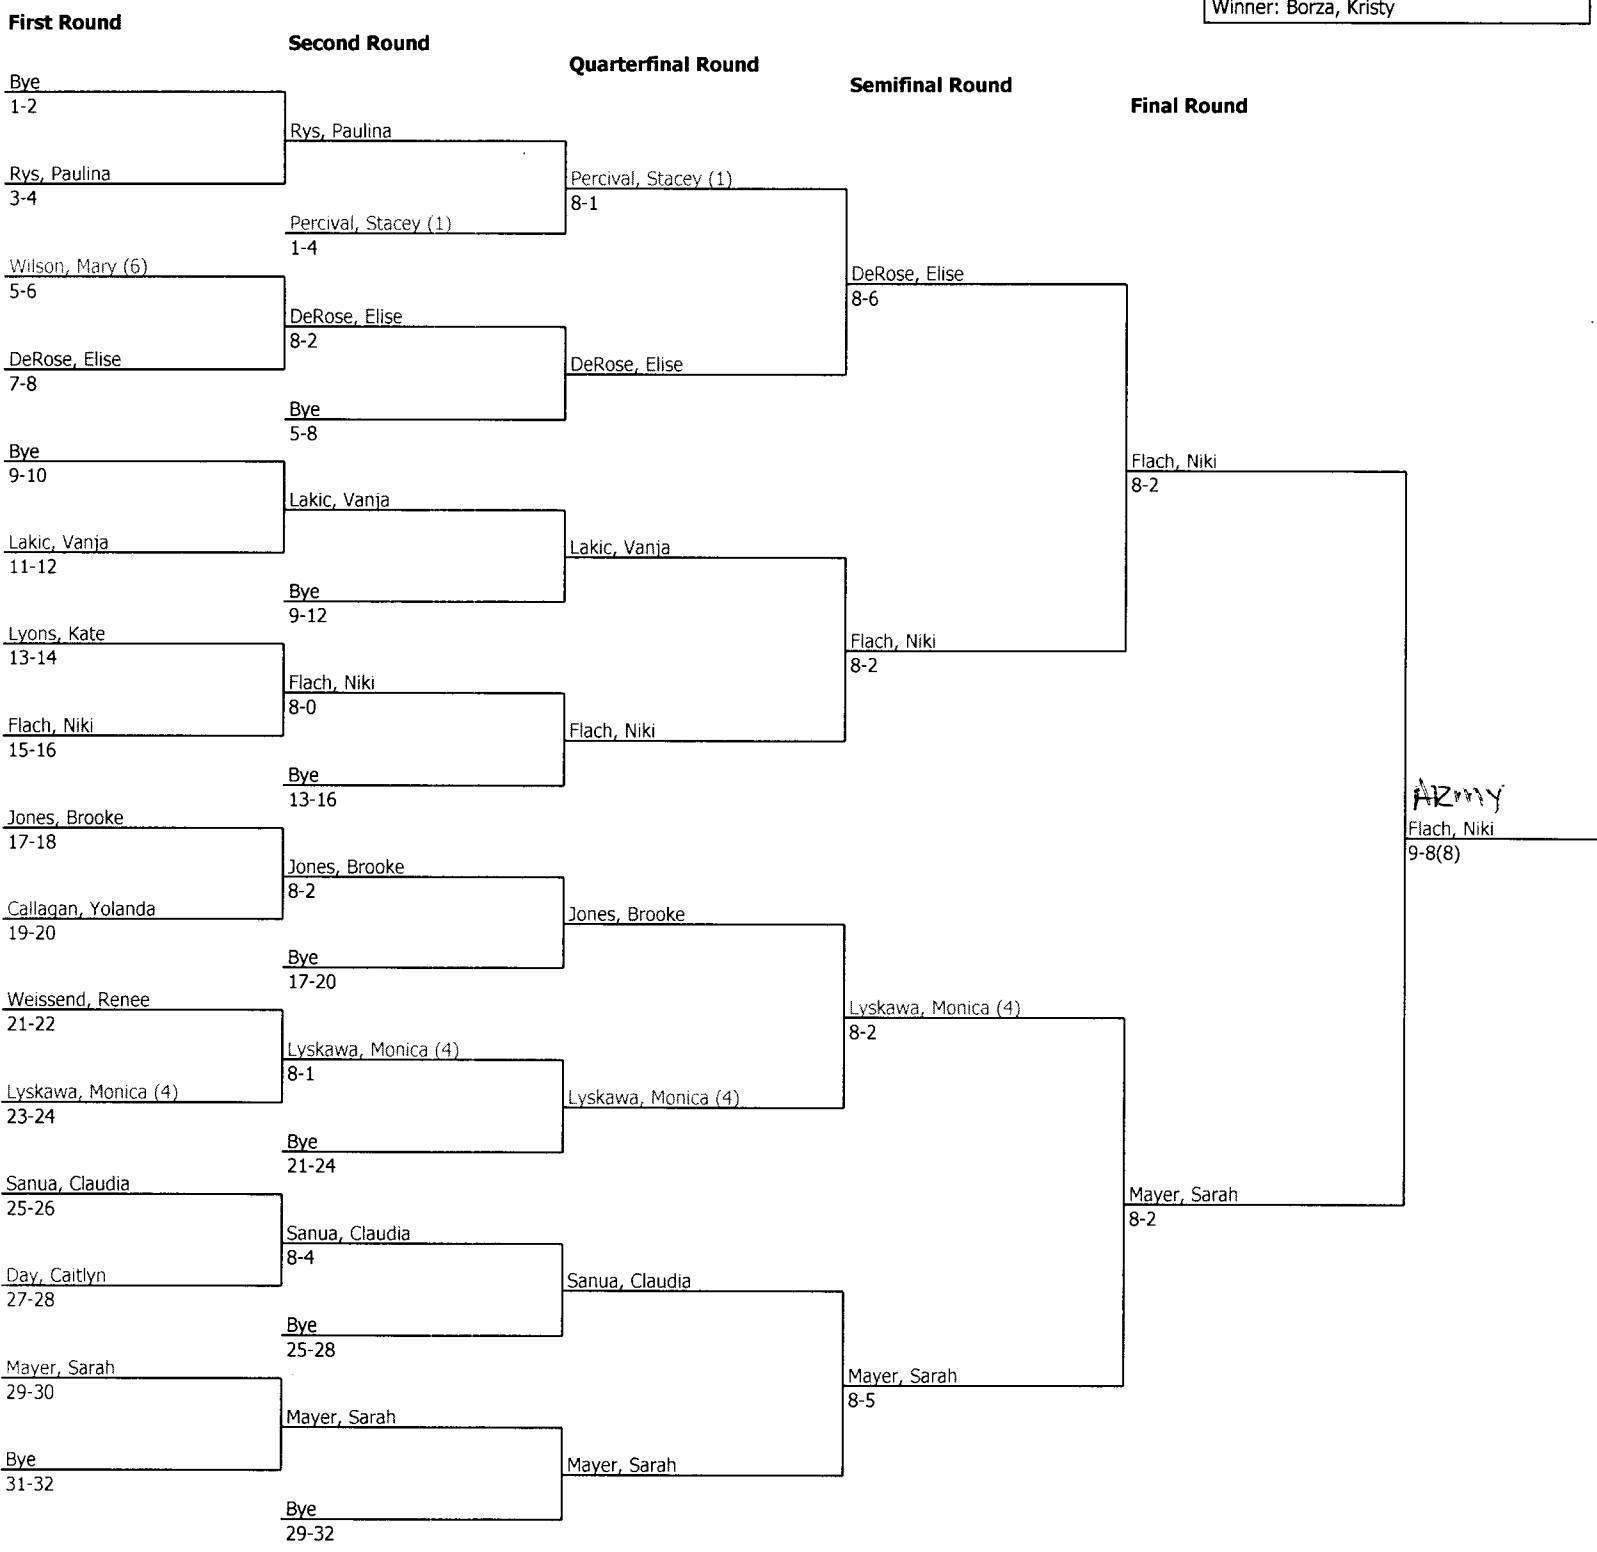 Winner: Borza, Kristy
First Round
Second Round
Quarterfinal Round
Semifinal Round
Final Round
Bye
1-2
Rys, Paulina
3-4
Wilson, Mary (6)
5-6
DeRose, Elise
7-8
Bye
9-10
Lakic, Vanja
11-12
Lyons, Kate
13-14
Flach, Niki
15-16
Jones, Brooke
17-18
Callagan, Yolanda
19-20
Weissend, Renee
21-22
Lyskawa, Monica (4)
23-24
Sanua, Claudia
25-26
Day, Caitlyn
27-28
Mayer, Sarah
29-30
Bye
31-32
Rys, Paulina
Percival, Stacey (1)
1-4
DeRose, Elise
8-2
Bye
5-8
Lakic, Vanja
Bye
9-12
Flach, Niki
8-0
Bye
13-16
Jones, Brooke
8-2
Bye
17-20
Lyskawa, Monica (4)
8-1
Bye
21-24
Sanua, Claudia
8-4
Bye
25-28
Mayer, Sarah
Bye
29-32
Percival, Stacey (1)
8-1
DeRose, Elise
Lakic, Vanja
Flach, Niki
Jones, Brooke
Lyskawa, Monica (4)
Sanua, Claudia
Mayer, Sarah
DeRose, Elise
8-6
Flach, Niki
8-2
Lyskawa, Monica (4)
8-2
Mayer, Sarah
8-5
Flach, Niki
8-2
Mayer, Sarah
8-2
ARMY
Flach, Niki
9-8(8)